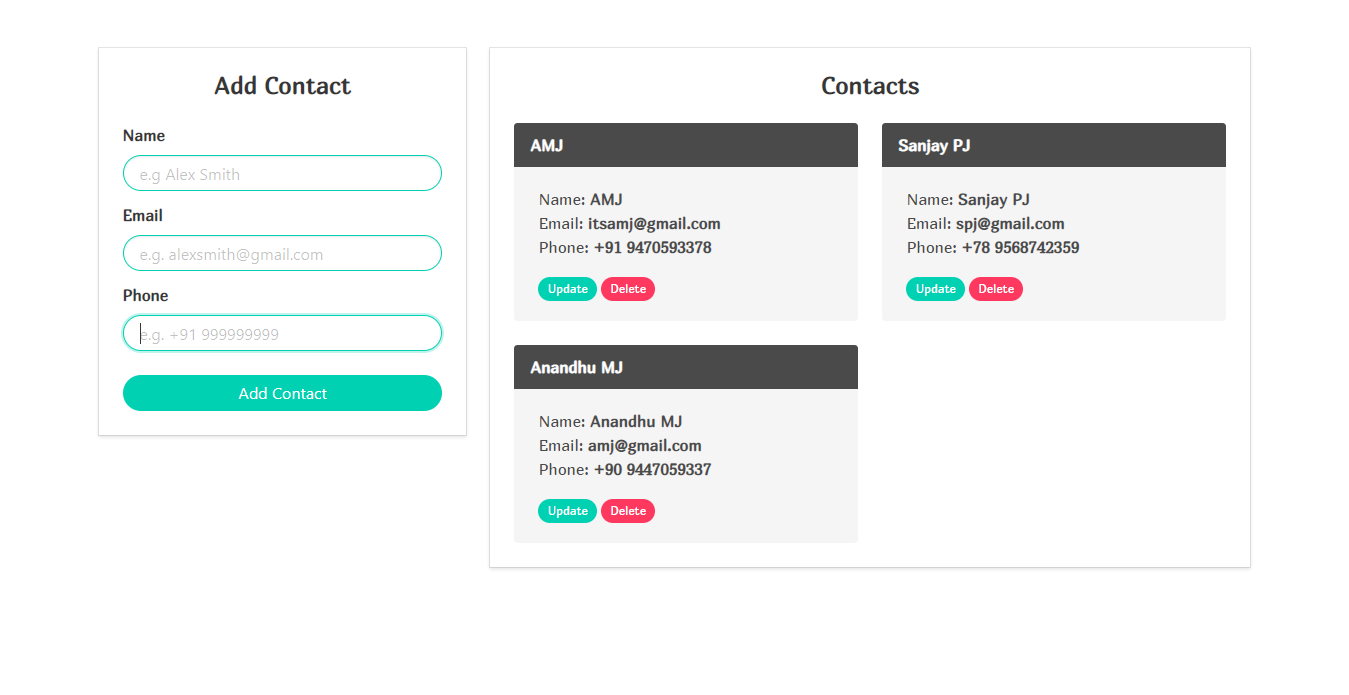 Add Contact
Name
e.g Alex Smith
Email
e.g. alexsmith@gmail.com
Phone
e.g. +91 999999999
Add Contact
Contacts
AMJ
Name: AMJ
Email: itsamj@gmail.com
Phone: +91 9470593378
Update Delete
Sanjay PJ
Name: Sanjay PJ
Email: spj@gmail.com
Phone: +78 9568742359
Update Delete
Anandhu MJ
Name: Anandhu MJ
Email: amj@gmail.com
Phone: +90 9447059337
Update Delete